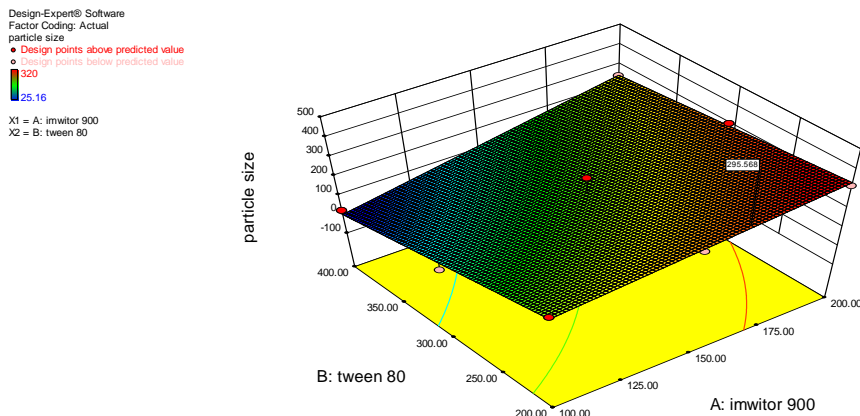 Design-Expert® Software
Factor Coding: Actual
particle size
Design points above predicted value
Design points below predicted value
320
25.16
X1 = A: imwitor 900
X2 = B: tween 80
particle size
500
400
300
200
100
0
-100
295.568
400.00
350.00
300.00
250.00
200.00
100.00
125.00
150.00
175.00
200.00
B: tween 80
A: imwitor 900